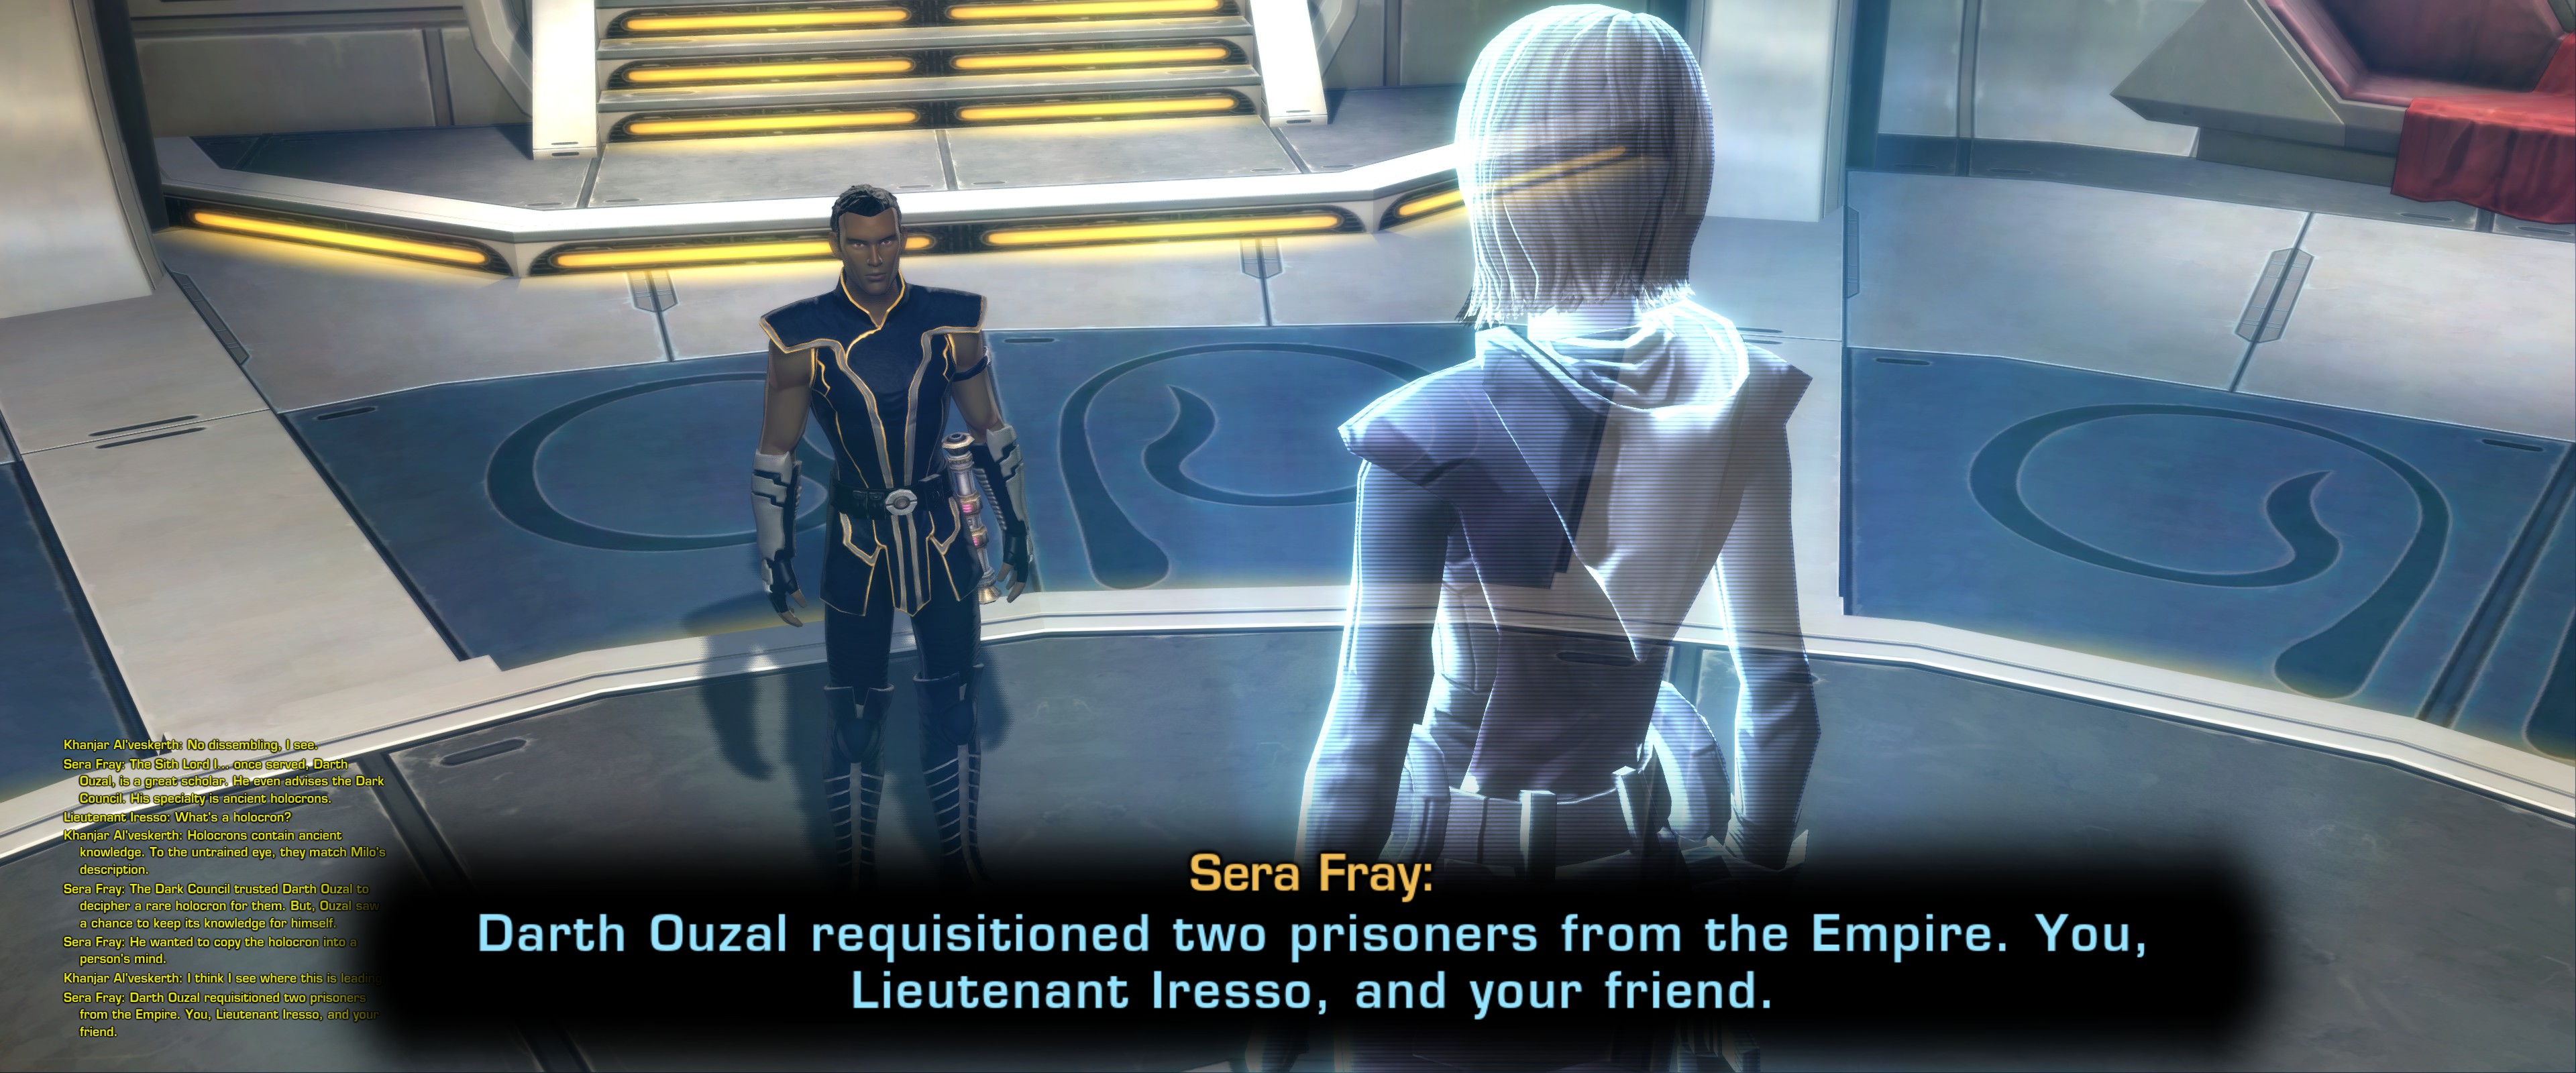 Khanjar Al'veskerth: No dissembling, I see.
Sera Fray: The Sith Lord I... once served, Darth
Ouzal, is a great scholar. He even advises the Dark
Council. His specialty is ancient holocrons.
Lieutenant Iresso: What's a holocron?
Khanjar Al'veskerth: Holocrons contain ancient
knowledge. To the untrained eye, they match Milo's
description.
Sera Fray: The Dark Council trusted Darth Ouzal to
decipher a rare holocron for them. But, Ouzal saw
a chance to keep its knowledge for himself.
Sera Fray: He wanted to copy the holocron into a
person's mind.
Khanjar Al'veskerth: I think I see where this is leading.
Sera Fray: Darth Ouzal requisitioned two prisoners
from the Empire. You, Lieutenant Iresso, and your
friend.
Sera Fray:
Darth Ouzal requisitioned two prisoners from the Empire. You,
Lieutenant Iresso, and your friend.